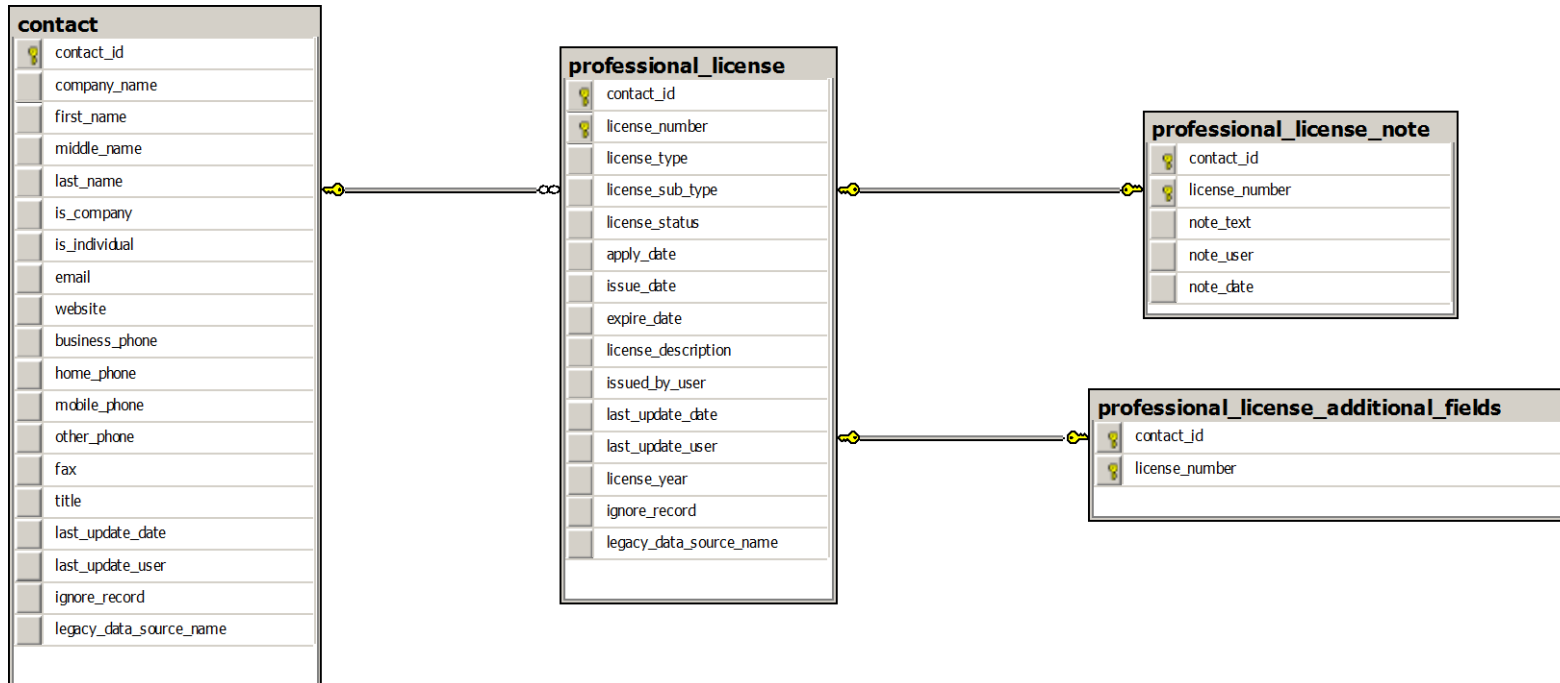 contact
contact_id
company_name
first_name
middle_name
last_name
is_company
is_individual
email
website
business_phone
home_phone
mobile_phone
other_phone
fax
title
last_update_date
last_update_user
ignore_record
legacy_data_source_name
professional_license
contact_id
license_number
license_type
license_sub_type
license_status
apply_date
issue_date
expire_date
license_description
issued_by_user
last_update_date
last_update_user
license_year
ignore_record
legacy_data_source_name
professional_license_note
contact_id
license_number
note_text
note_user
note_date
professional_license_additional_fields
contact_id
license_number